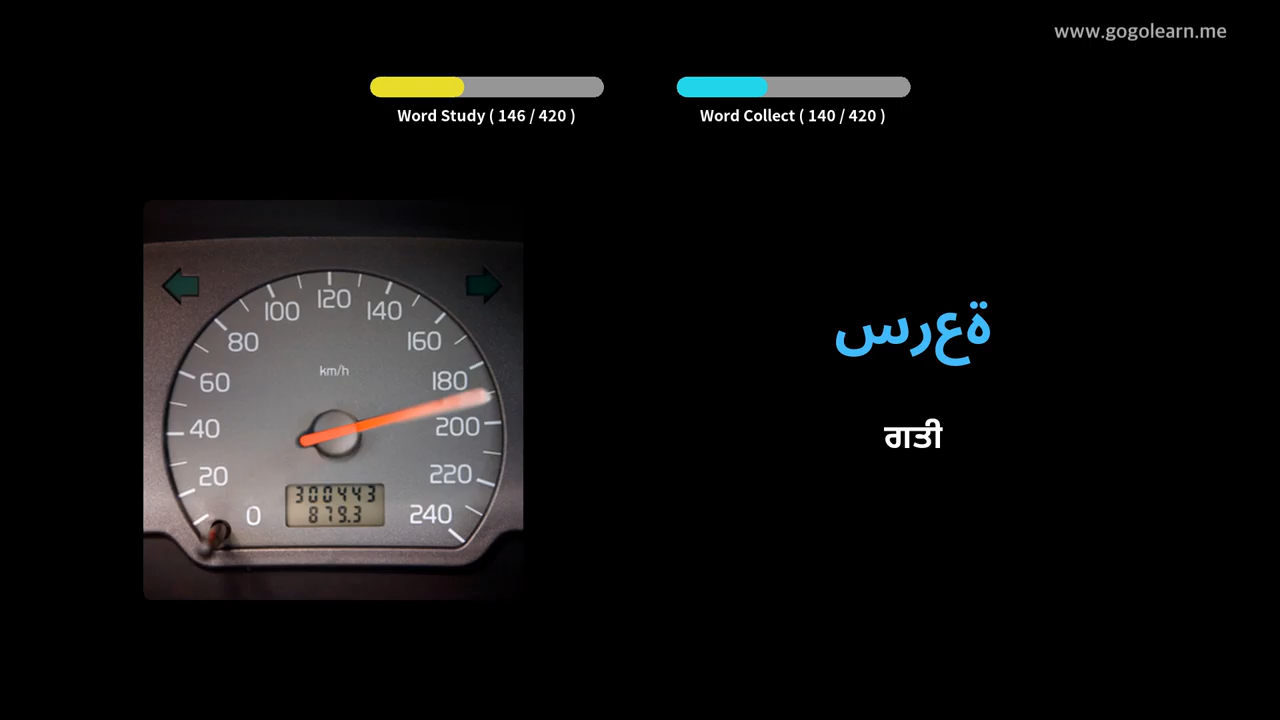 www.gogolearn.me
Word Study ( 146 / 420 )
Word Collect ( 140 / 420 )
120
100
140
80
160
km/h
60
180
40
200
20
220
300443
879.3
0
240
سرعة
ਗਤੀ